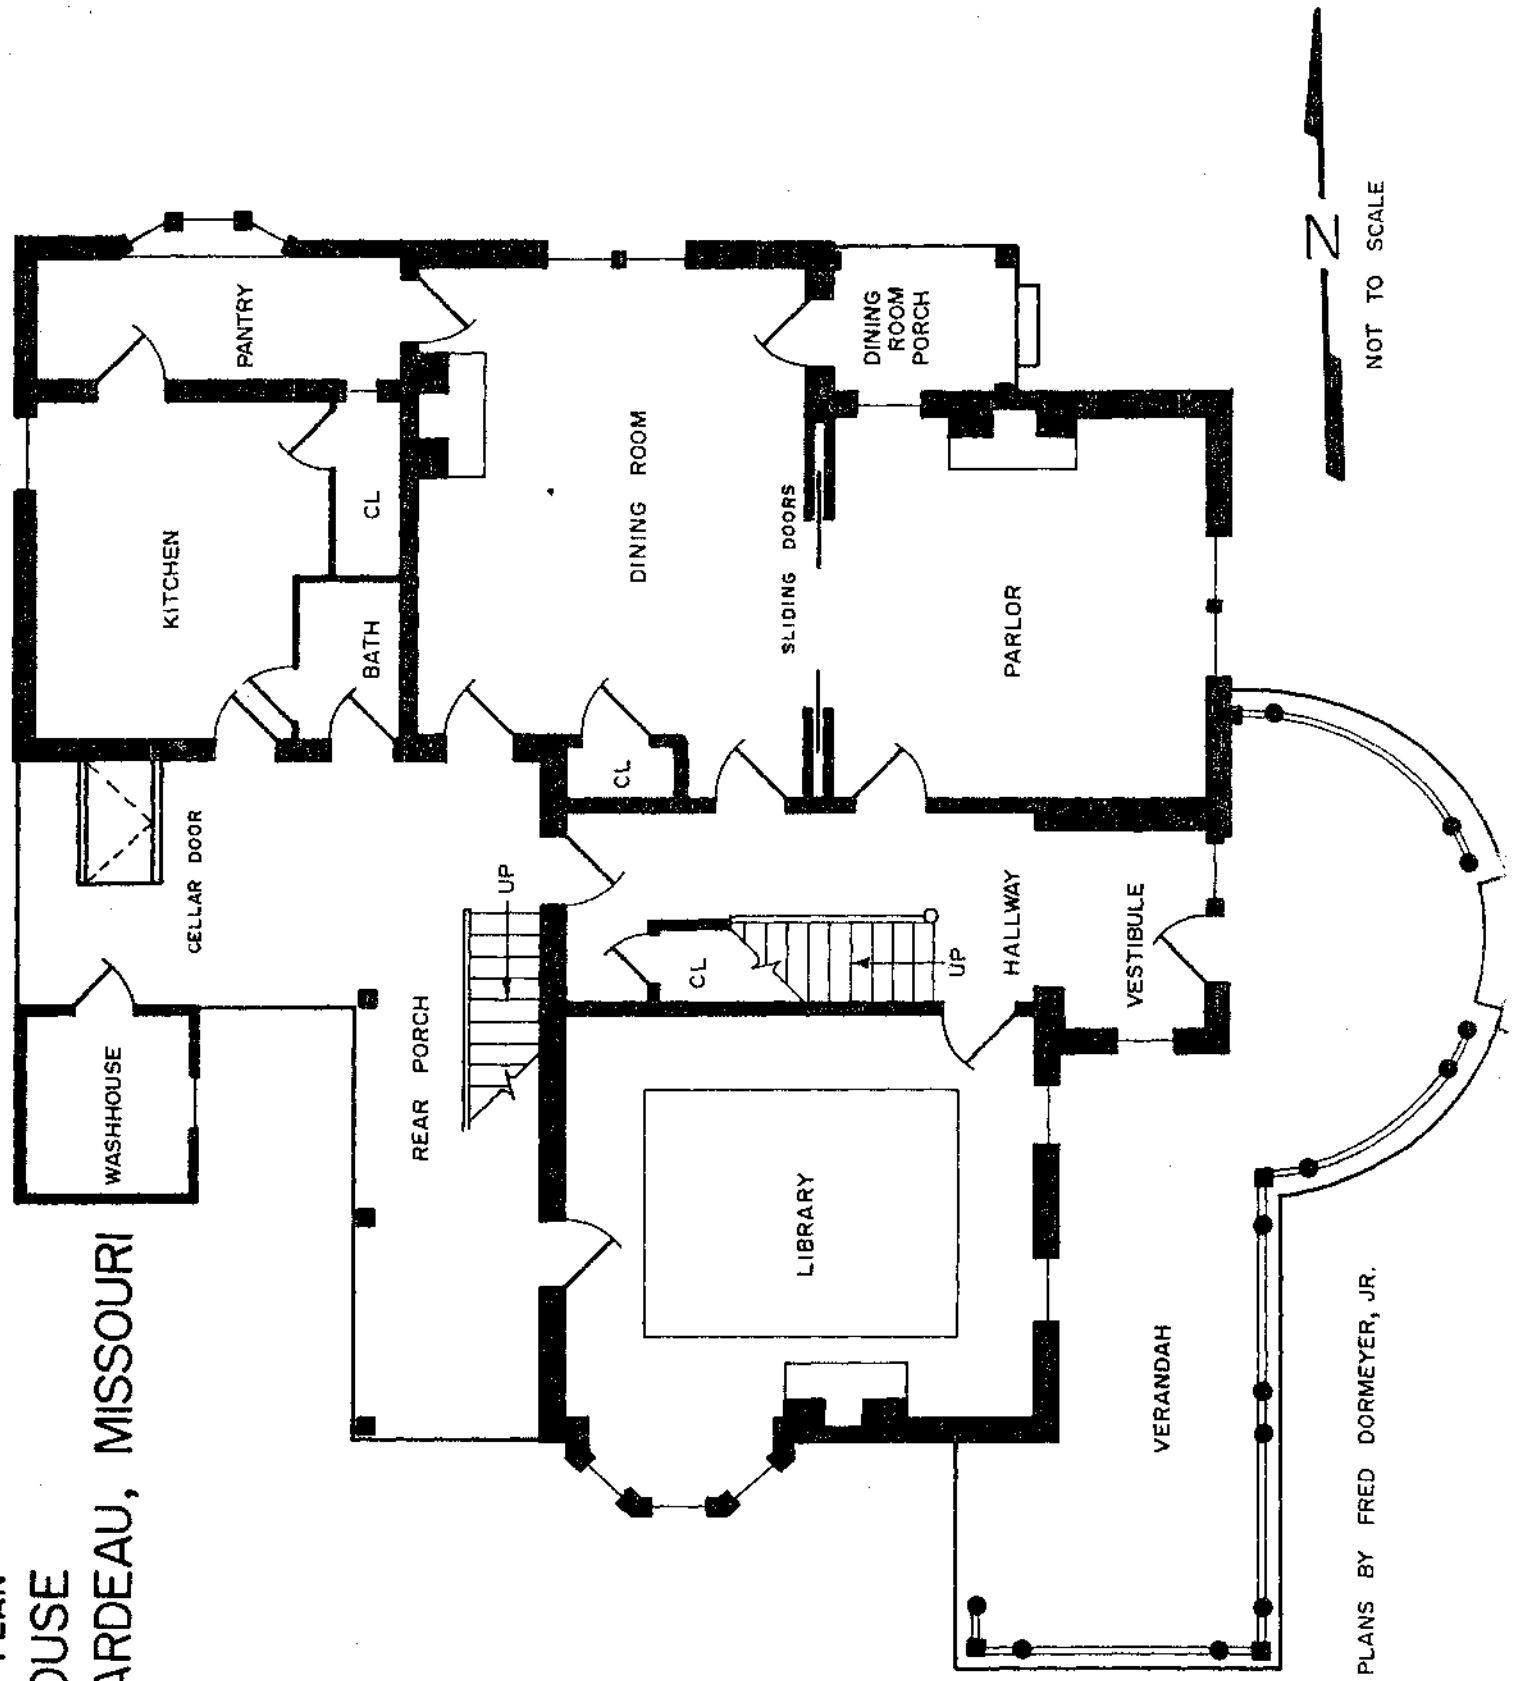 PLAN
OUSE
ARDEAU, MISSOURI
WASHHOUSE
KITCHEN
CELLAR DOOR
PANTRY
CL
BATH
REAR PORCH
UP
DINING ROOM
CL
CL
SLIDING DOORS
LIBRARY
DINING
ROOM
PORCH
UP
HALLWAY
PARLOR
VESTIBULE
VERANDAH
N
NOT TO SCALE
PLANS BY FRED DORMEYER, JR.